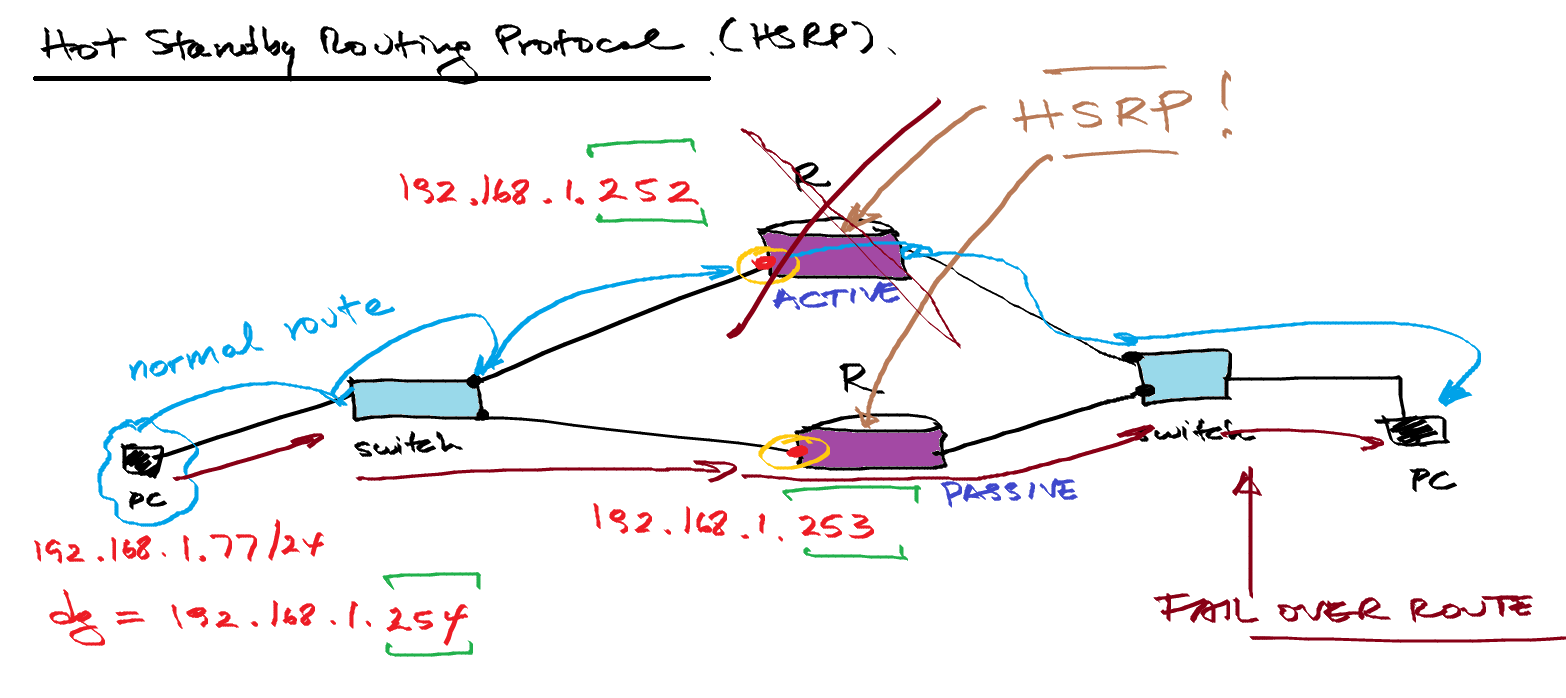 Hot Standby Routing Protocol (HSRP).
HSRP!
192.168.1.252
R
ACTIVE
normal route
R
switch
switch
PC
PC
PASSIVE
192.168.1.253
192.168.1.77/24
dg = 192.168.1.254
FAIL OVER ROUTE